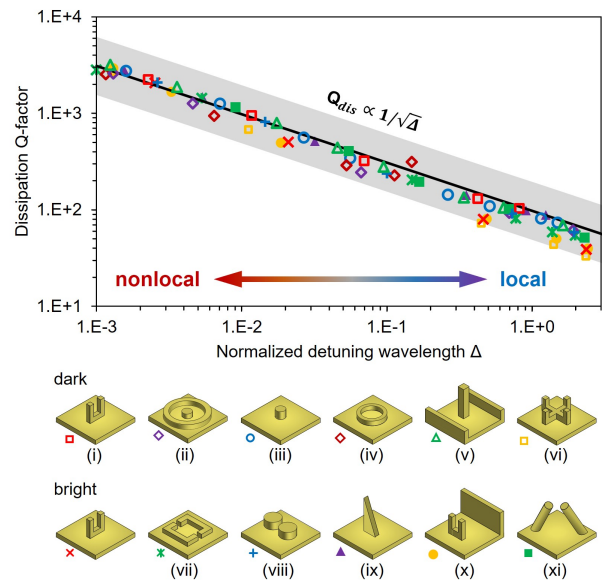 1.E+4
1.E+3
1.E+2
1.E+1
Dissipation Q-factor
Q_dis ∝ 1/√Δ
nonlocal
local
1.E-3 1.E-2 1.E-1 1.E+0
Normalized detuning wavelength Δ
dark
(i) (ii) (iii) (iv) (v) (vi)
bright
(vii) (viii) (ix) (x) (xi)